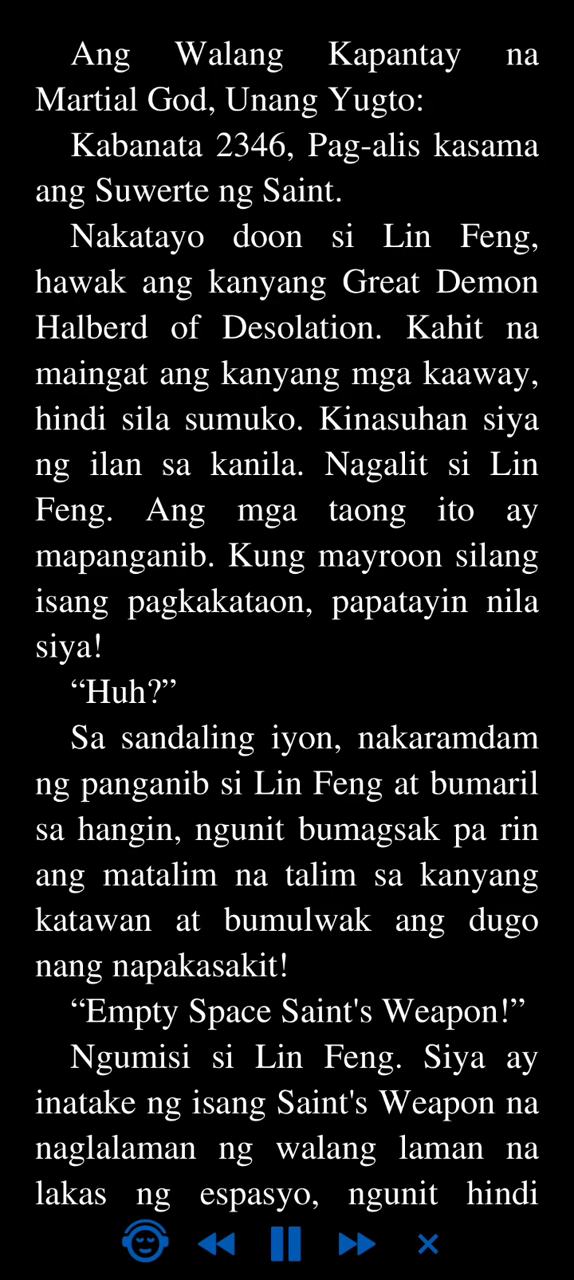 Ang Walang Kapantay na
Martial God, Unang Yugto:
Kabanata 2346, Pag-alis kasama
ang Suwerte ng Saint.
Nakatayo doon si Lin Feng,
hawak ang kanyang Great Demon
Halberd of Desolation. Kahit na
maingat ang kanyang mga kaaway,
hindi sila sumuko. Kinasuhan siya
ng ilan sa kanila. Nagalit si Lin
Feng. Ang mga taong ito ay
mapanganib. Kung mayroon silang
isang pagkakataon, papatayin nila
siya!
“Huh?”
Sa sandaling iyon, nakaramdam
ng panganib si Lin Feng at bumaril
sa hangin, ngunit bumagsak pa rin
ang matalim na talim sa kanyang
katawan at bumulwak ang dugo
nang napakasakit!
“Empty Space Saint's Weapon!”
Ngumisi si Lin Feng. Siya ay
inatake ng isang Saint's Weapon na
naglalaman ng walang laman na
lakas ng espasyo, ngunit hindi